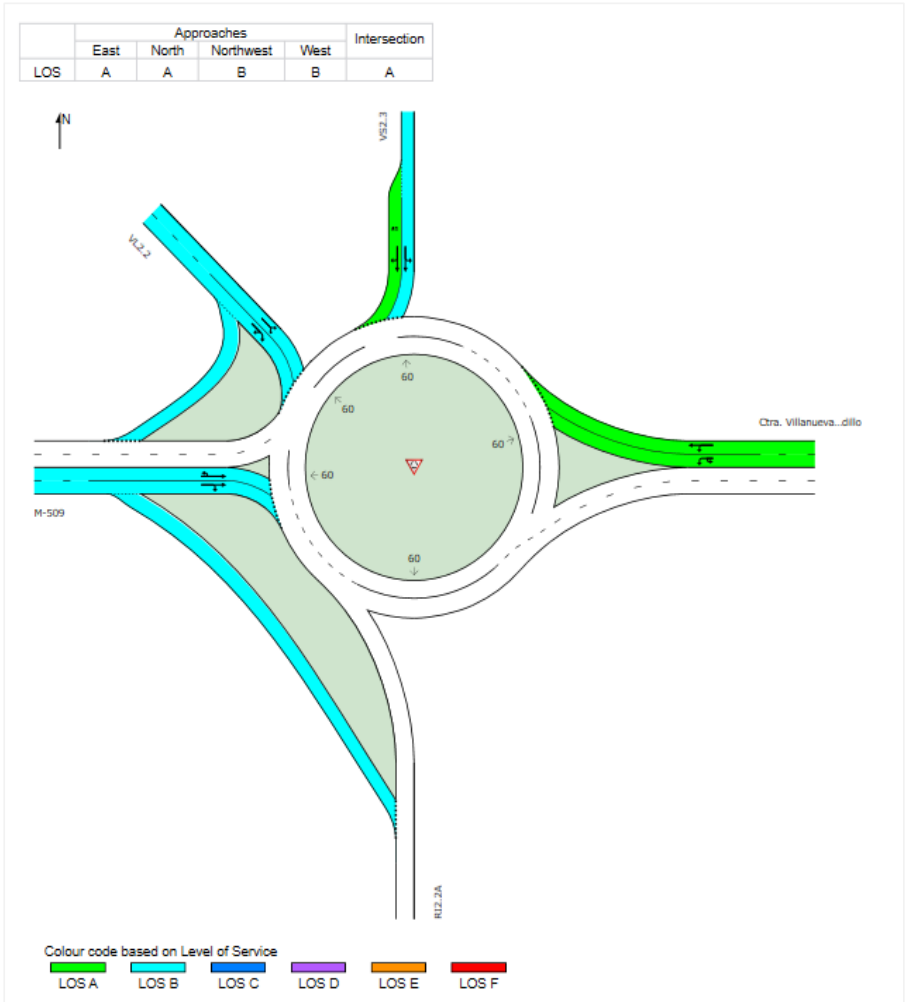 Approaches
Intersection
East North Northwest West
LOS A A B B A
N
VS2.3
VL2.2
60
60
Ctra. Villanueva...dillo
60
60
M-509
60
RI2.2A
Colour code based on Level of Service
LOS A LOS B LOS C LOS D LOS E LOS F